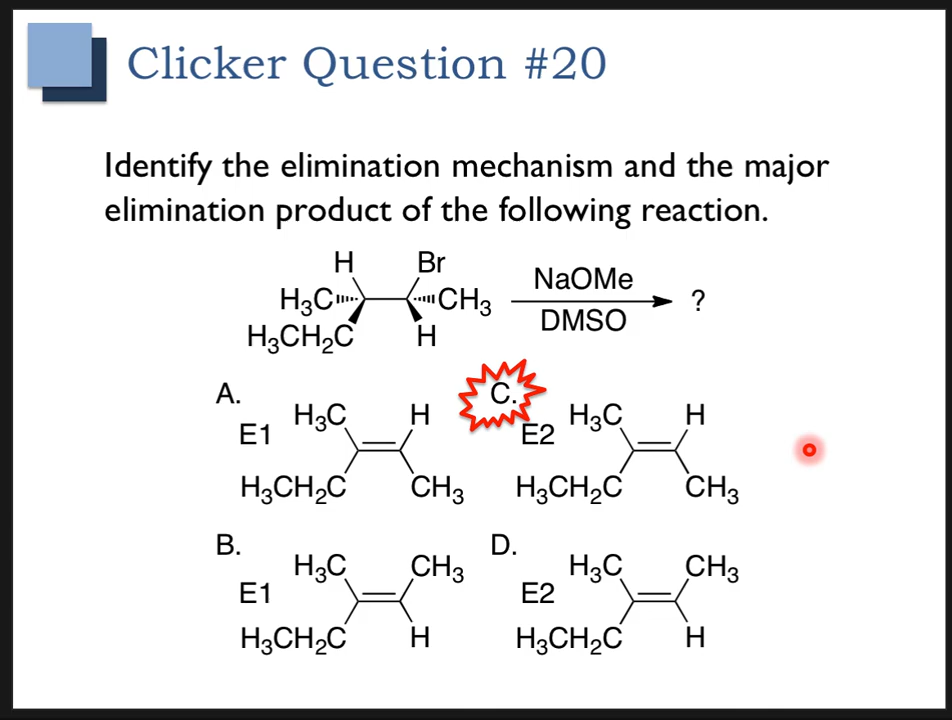 Clicker Question #20
Identify the elimination mechanism and the major
elimination product of the following reaction.
H Br
H₃C CH₃
H₃CH₂C H
NaOMe
DMSO
?
A.
E1
H₃C H
H₃CH₂C CH₃
C.
E2
H₃C H
H₃CH₂C CH₃
B.
E1
H₃C CH₃
H₃CH₂C H
D.
E2
H₃C CH₃
H₃CH₂C H